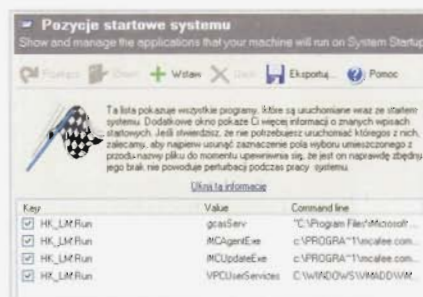 Pozycje startowe systemu
Show and manage the applications that your machine will run on System Startup
Wstaw Eksportuj... Pomoc
Ta lista pokazuje wszystkie programy, które są uruchomiane wraz ze startem
systemu. Dodatkowe okno pokaże Ci więcej informacji o znanych wpisach
startowych. Jeśli stwierdzisz, że nie potrzebujesz uruchomiać któregoś z nich,
zalecamy, aby najpierw usunąć zaznaczenie pola wyboru umieszczonego z
przodu nazwy pliku do momentu upewnienia się, że jest on naprawdę zbędny
jego brak nie powoduje perturbacji podczas pracy systemu.
Ukryj tą informację
Key Value Command line
HK_LM:Run gcasServ "C:\Program Files\Microsoft ...
HK_LM:Run MCAgentExe c:\PROGRA~1\mcafee.com...
HK_LM:Run MCUpdateExe c:\PROGRA~1\mcafee.com...
HK_LM:Run VPCUserServices C:\WINDOWS\VMADD\VM...